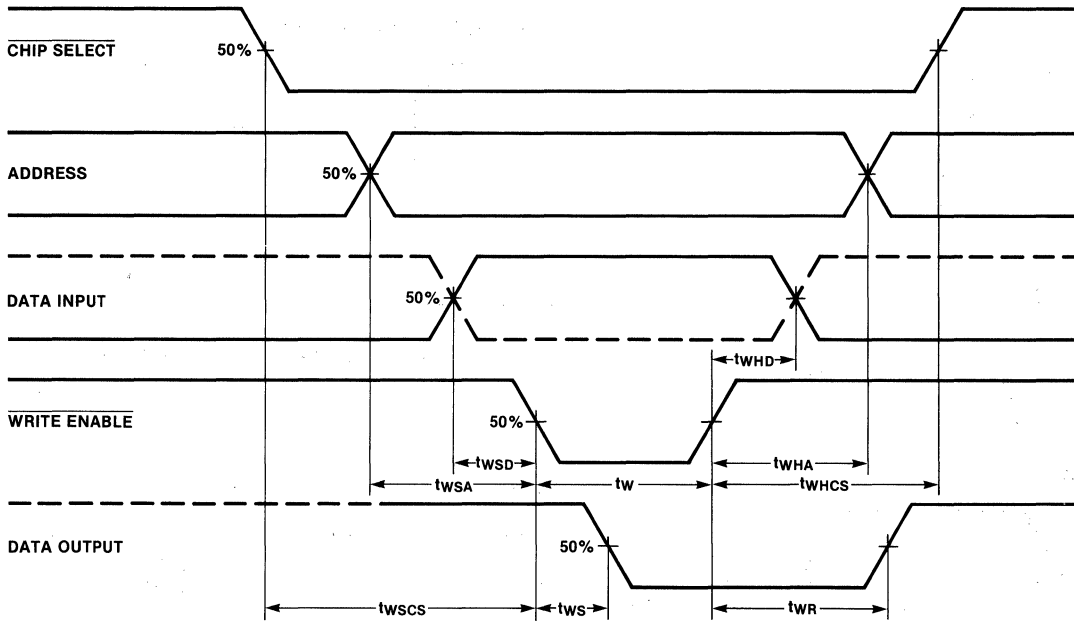 CHIP SELECT
50%
ADDRESS
50%
DATA INPUT
50%
tWHD
WRITE ENABLE
50%
tWSD
tWHA
tWSA
tW
tWHCS
DATA OUTPUT
50%
tWSCS
tWS
tWR